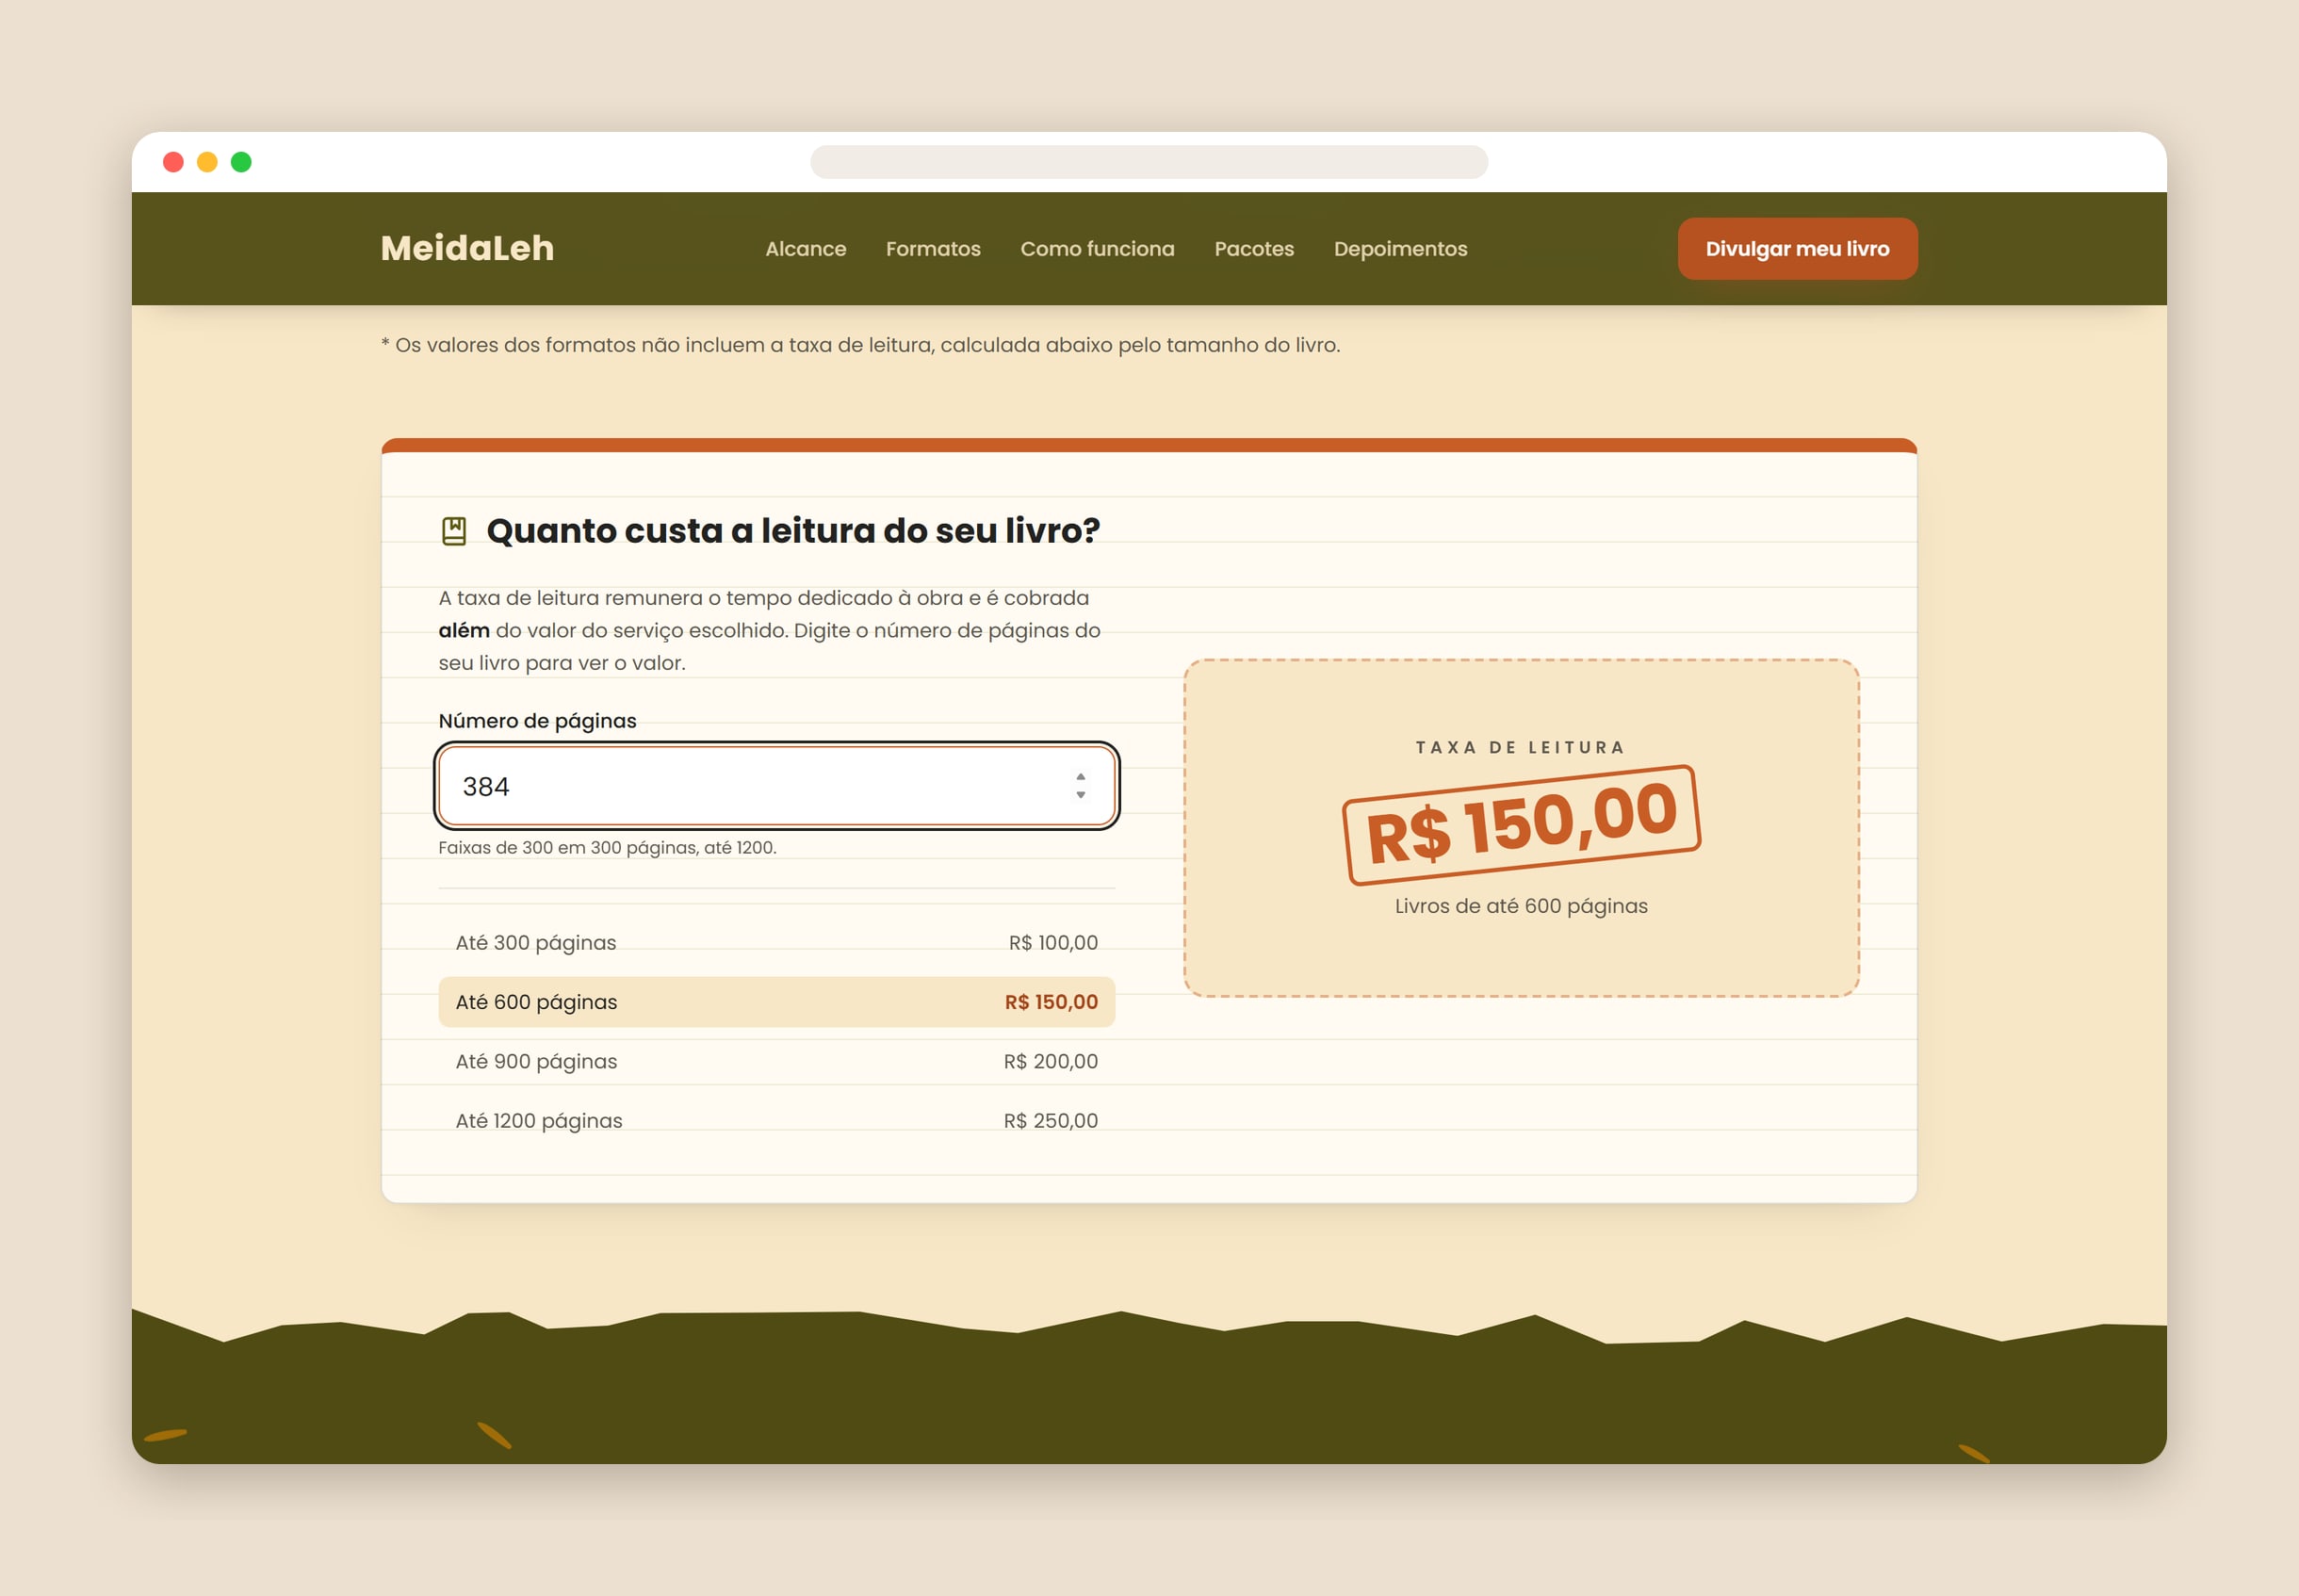 MeidaLeh
Alcance
Formatos
Como funciona
Pacotes
Depoimentos
Divulgar meu livro
* Os valores dos formatos não incluem a taxa de leitura, calculada abaixo pelo tamanho do livro.
Quanto custa a leitura do seu livro?
A taxa de leitura remunera o tempo dedicado à obra e é cobrada
além do valor do serviço escolhido. Digite o número de páginas do
seu livro para ver o valor.
Número de páginas
384
Faixas de 300 em 300 páginas, até 1200.
Até 300 páginas R$ 100,00
Até 600 páginas R$ 150,00
Até 900 páginas R$ 200,00
Até 1200 páginas R$ 250,00
TAXA DE LEITURA
R$ 150,00
Livros de até 600 páginas